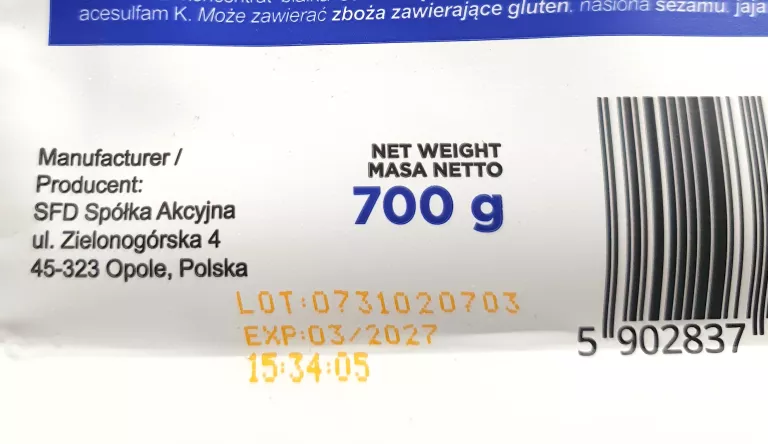 acesulfam K. Może zawierać zboża zawierające gluten, nasiona sezamu, jaja
Manufacturer /
Producent:
SFD Spółka Akcyjna
ul. Zielonogórska 4
45-323 Opole, Polska
NET WEIGHT
MASA NETTO
700 g
LOT:0731020703
EXP:03/2027
15:34:05
5 902837